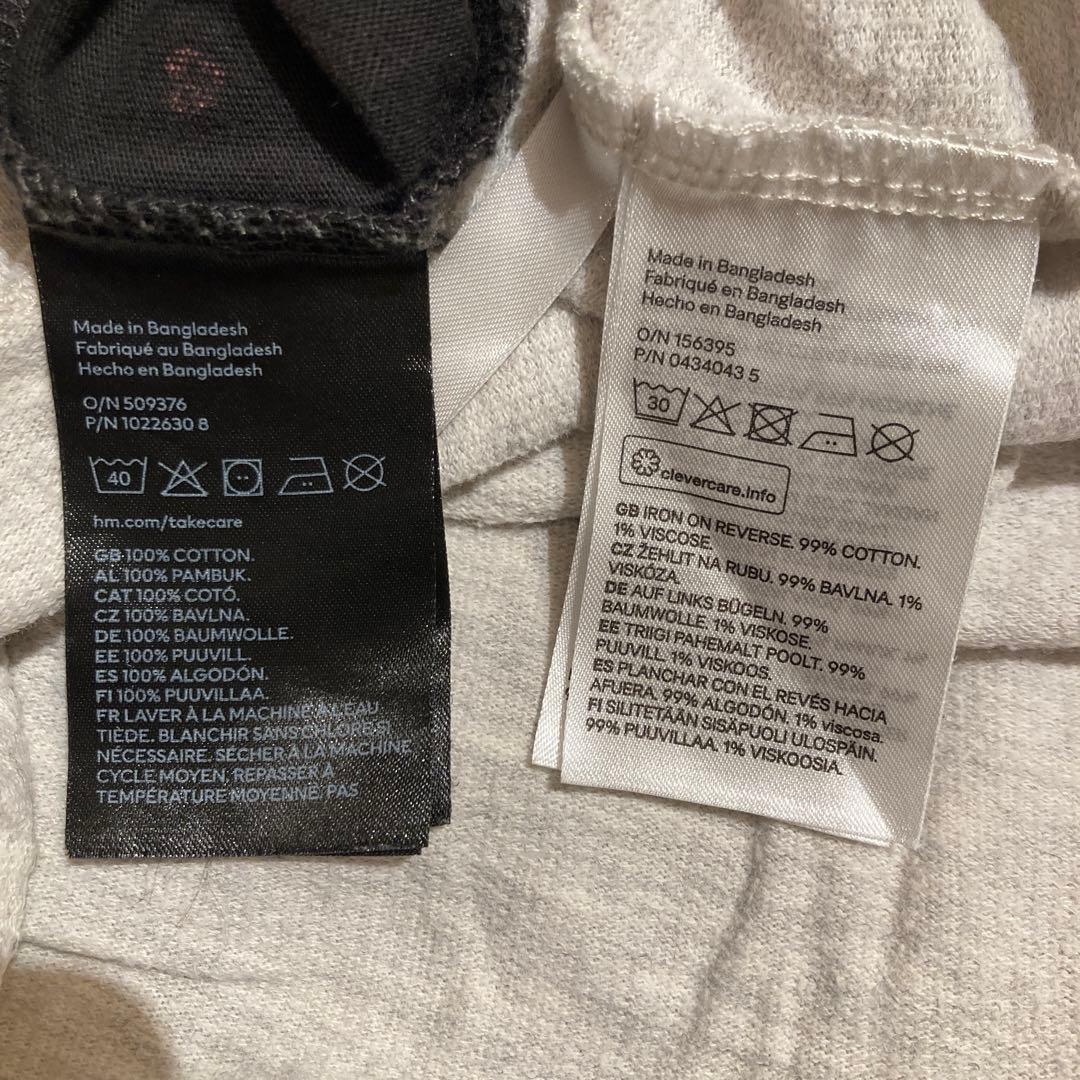 Made in Bangladesh
Fabriqué au Bangladesh
Hecho en Bangladesh
O/N 509376
P/N 1022630 8
40
hm.com/takecare
GB 100% COTTON.
AL 100% PAMBUK.
CAT 100% COTÓ.
CZ 100% BAVLNA.
DE 100% BAUMWOLLE.
EE 100% PUUVILL.
ES 100% ALGODÓN.
FI 100% PUUVILLAA.
FR LAVER À LA MACHINE À L'EAU
TIÈDE. BLANCHIR SANS CHLORE SI
NÉCESSAIRE. SÉCHER À LA MACHINE
CYCLE MOYEN, REPASSER À
TEMPÉRATURE MOYENNE. PAS
Made in Bangladesh
Fabriqué en Bangladesh
Hecho en Bangladesh
O/N 156395
P/N 0434043 5
30
clevercare.info
GB IRON ON REVERSE. 99% COTTON.
1% VISCOSE.
CZ ŽEHLIT NA RUBU. 99% BAVLNA. 1%
VISKÓZA.
DE AUF LINKS BÜGELN. 99%
BAUMWOLLE. 1% VISKOSE.
EE TRIIGI PAHEMALT POOLT. 99%
PUUVILL. 1% VISKOOS.
ES PLANCHAR CON EL REVÉS HACIA
AFUERA. 99% ALGODÓN. 1% viscosa.
FI SILITETÄÄN SISÄPUOLI ULOSPÄIN.
99% PUUVILLAA. 1% VISKOOSIA.